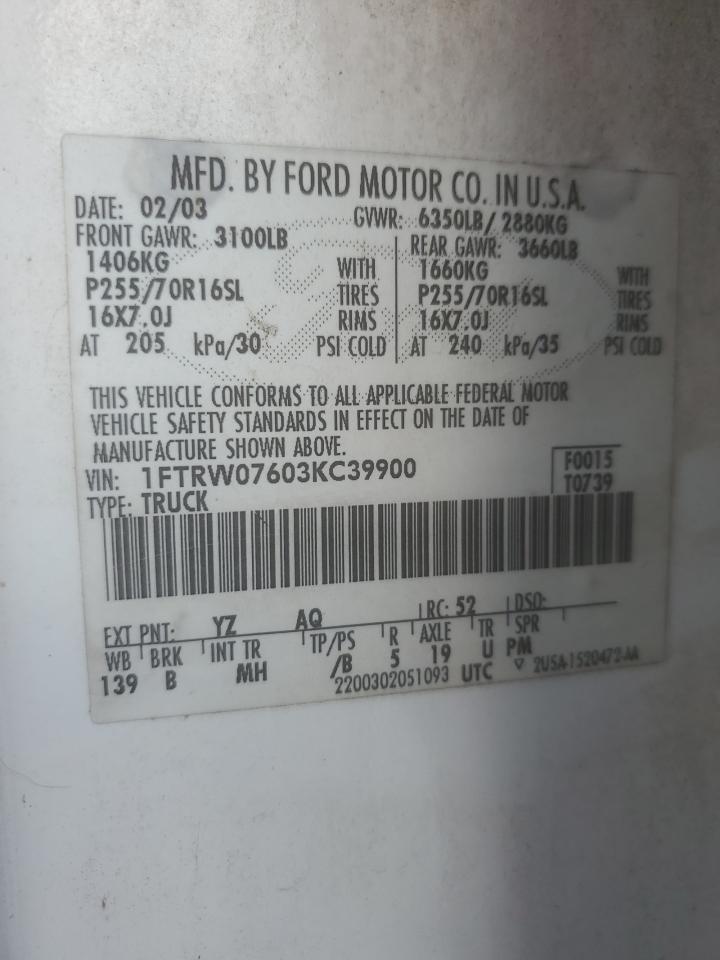 MFD. BY FORD MOTOR CO. IN U.S.A.
DATE: 02/03 GVWR: 6350LB/ 2880KG
FRONT GAWR: 3100LB REAR GAWR: 3660LB
1406KG WITH 1660KG WITH
P255/70R16SL TIRES P255/70R16SL TIRES
16X7.0J RIMS 16X7.0J RIMS
AT 205 kPa/30 PSI COLD AT 240 kPa/35 PSI COLD
THIS VEHICLE CONFORMS TO ALL APPLICABLE FEDERAL MOTOR
VEHICLE SAFETY STANDARDS IN EFFECT ON THE DATE OF
MANUFACTURE SHOWN ABOVE.
VIN: 1FTRW07603KC39900 F0015
TYPE: TRUCK T0739
EXT PNT: YZ AQ RC: 52 DSO:
WB BRK INT TR TP/PS R AXLE TR SPR
139 B MH /B 5 19 U PM
2200302051093 UTC ▽ 2USA-1520472-AA